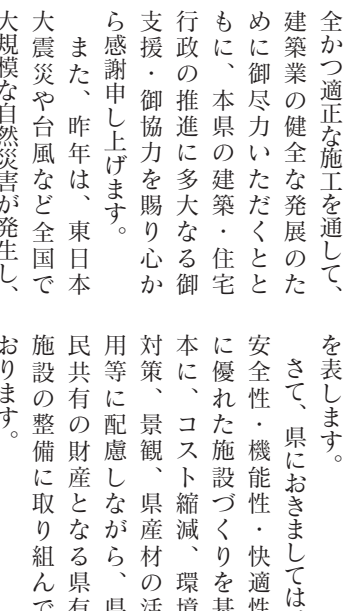 全かつ適正な施工を通して、
建築業の健全な発展のた
めに御尽力いただくとと
もに、本県の建築・住宅
行政の推進に多大なる御
支援・御協力を賜り心か
ら感謝申し上げます。
また、昨年は、東日本
大震災や台風など全国で
大規模な自然災害が発生し、
を表します。
さて、県におきましては
安全性・機能性・快適性
に優れた施設づくりを基
本に、コスト縮減、環境
対策、景観、県産材の活
用等に配慮しながら、県
民共有の財産となる県有
施設の整備に取り組んで
おります。